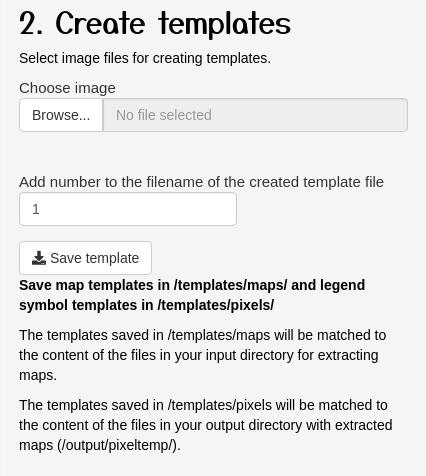 2. Create templates
Select image files for creating templates.
Choose image
Browse... No file selected
Add number to the filename of the created template file
1
Save template
Save map templates in /templates/maps/ and legend
symbol templates in /templates/pixels/
The templates saved in /templates/maps will be matched to
the content of the files in your input directory for extracting
maps.
The templates saved in /templates/pixels will be matched to
the content of the files in your output directory with extracted
maps (/output/pixeltemp/).